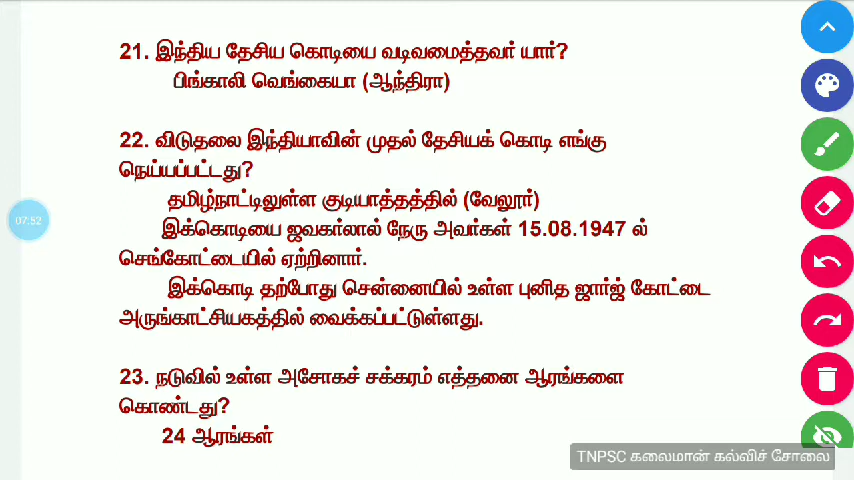 21. இந்திய தேசிய கொடியை வடிவமைத்தவர் யார்?
பிங்காலி வெங்கையா (ஆந்திரா)
22. விடுதலை இந்தியாவின் முதல் தேசியக் கொடி எங்கு
நெய்யப்பட்டது?
தமிழ்நாட்டிலுள்ள குடியாத்தத்தில் (வேலூர்)
இக்கொடியை ஜவகர்லால் நேரு அவர்கள் 15.08.1947 ல்
செங்கோட்டையில் ஏற்றினார்.
இக்கொடி தற்போது சென்னையில் உள்ள புனித ஜார்ஜ் கோட்டை
அருங்காட்சியகத்தில் வைக்கப்பட்டுள்ளது.
23. நடுவில் உள்ள அசோகச் சக்கரம் எத்தனை ஆரங்களை
கொண்டது?
24 ஆரங்கள்
07:52
TNPSC கலைமான் கல்விச் சோலை